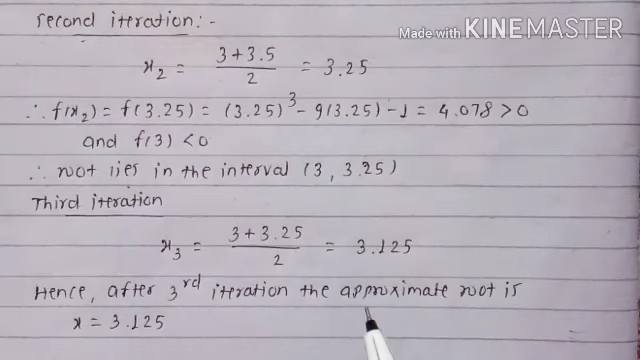 second iteration:-
Made with KINEMASTER
x₂ = (3+3.5)/2 = 3.25
∴ f(x₂) = f(3.25) = (3.25)³ - 9(3.25) - 1 = 4.078 > 0
and f(3) < 0
∴ root lies in the interval (3, 3.25)
Third iteration
x₃ = (3+3.25)/2 = 3.125
Hence, after 3rd iteration the approximate root is
x = 3.125